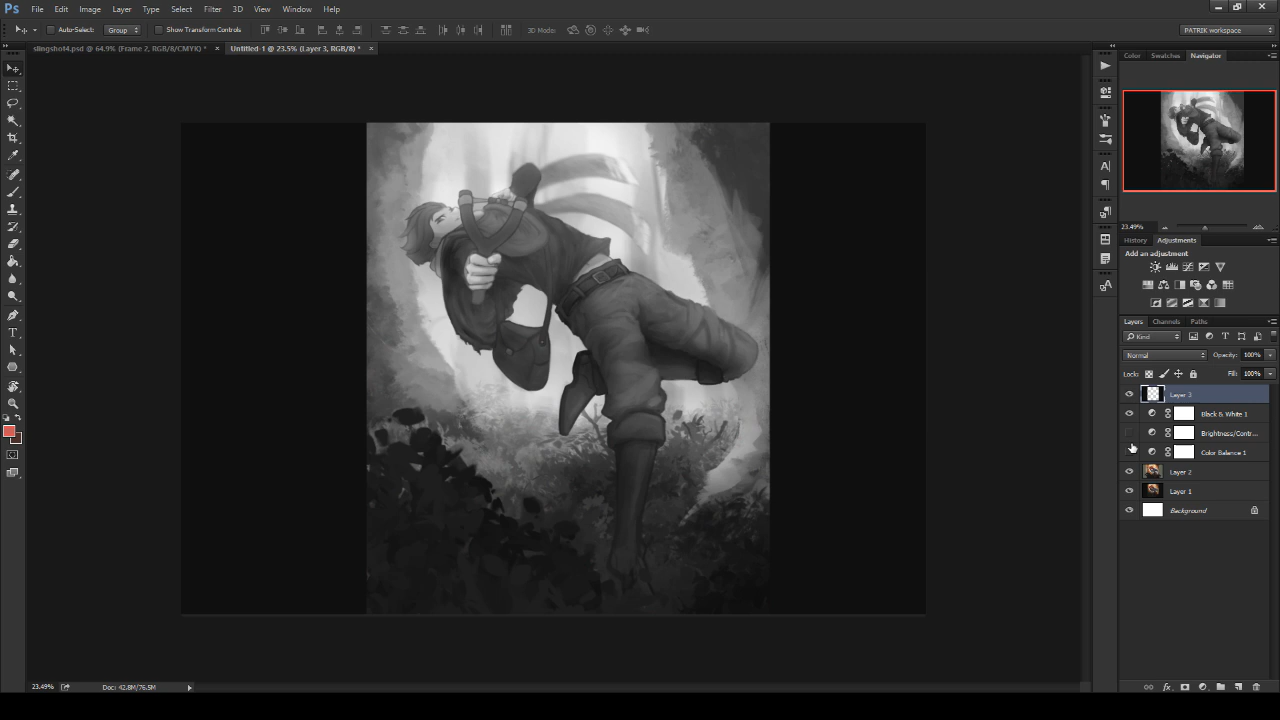 Ps File Edit Image Layer Type Select Filter 3D View Window Help
Auto-Select: Group Show Transform Controls 3D Mode: PATRIK workspace
slingshot4.psd @ 64.9% (Frame 2, RGB/8/CMYK) * × Untitled-1 @ 23.5% (Layer 3, RGB/8) * ×
Color Swatches Navigator
23.49%
History Adjustments
Add an adjustment
Layers Channels Paths
Kind
Normal Opacity: 100%
Lock: Fill: 100%
Layer 3
Black & White 1
Brightness/Contr...
Color Balance 1
Layer 2
Layer 1
Background
23.49% Doc: 42.8M/76.5M